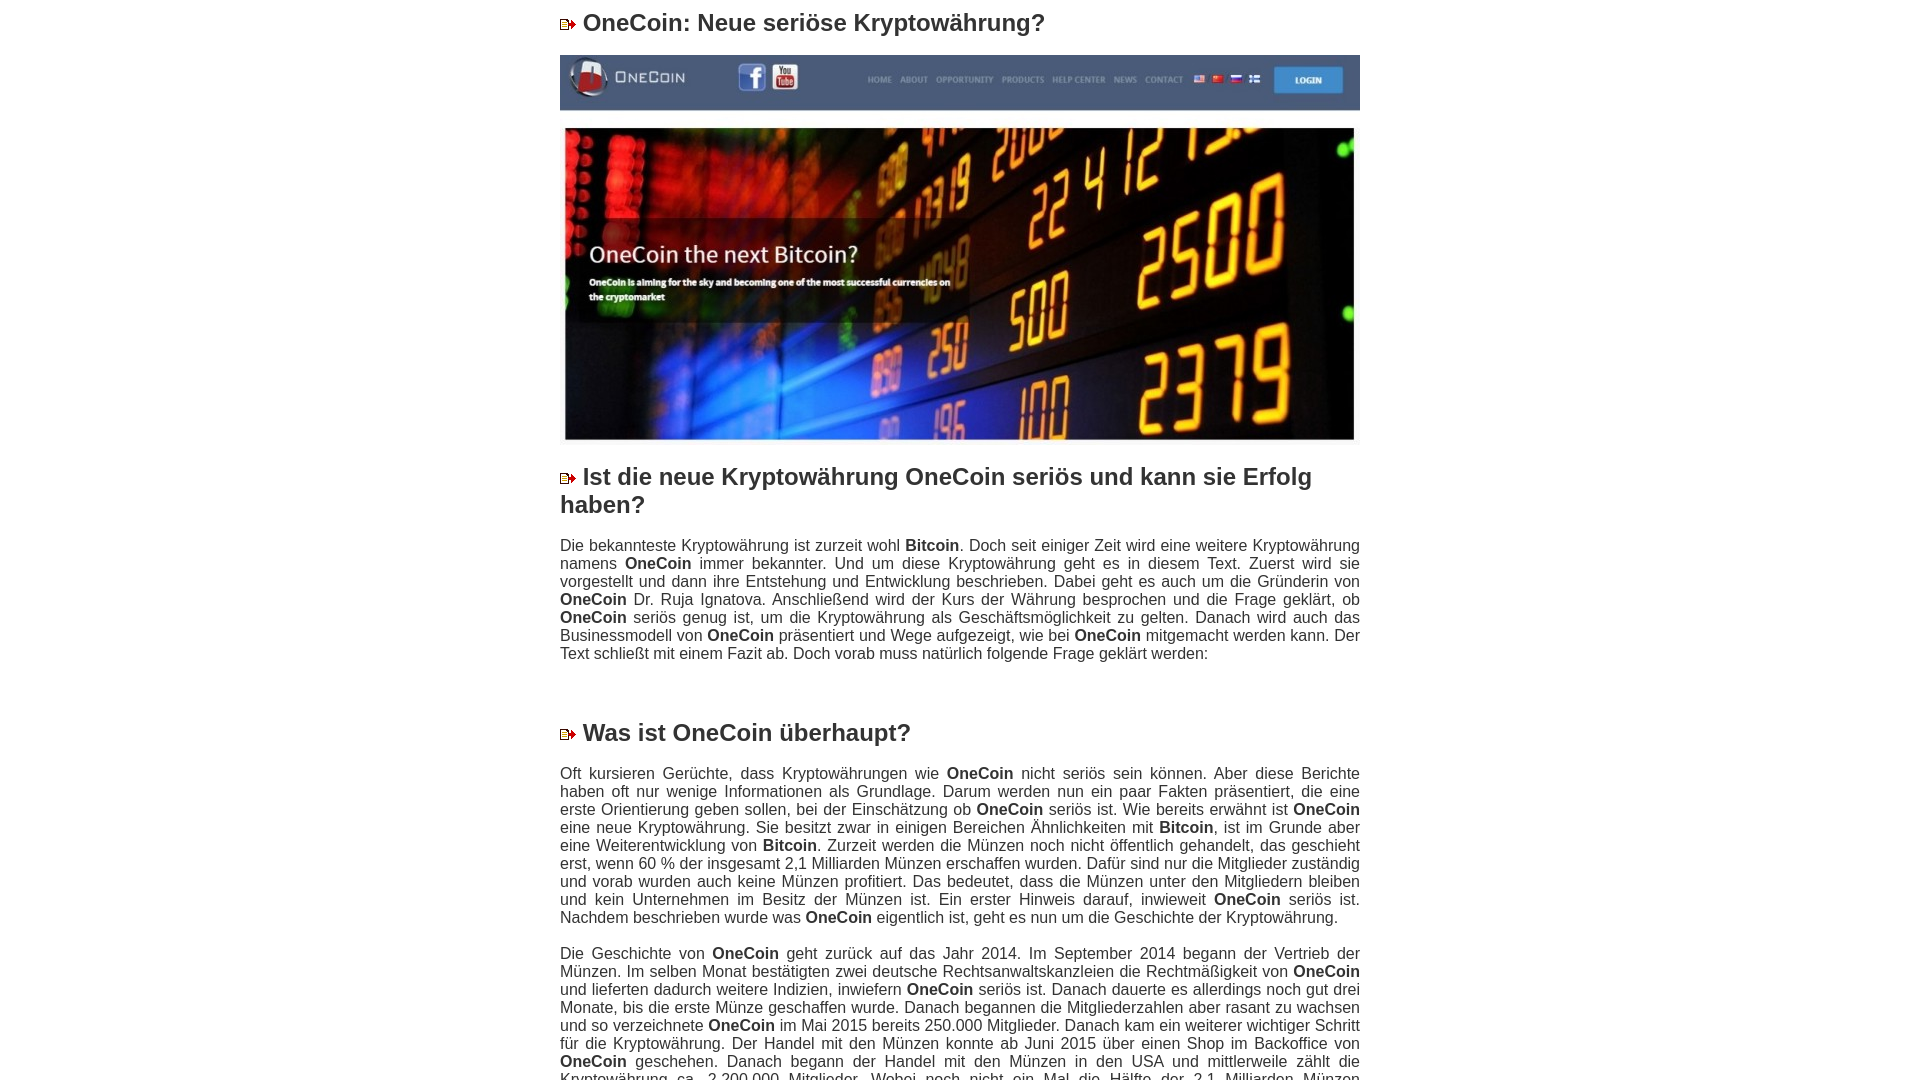 OneCoin: Neue seriöse Kryptowährung?
ONECOIN
You
Tube
HOME ABOUT OPPORTUNITY PRODUCTS HELP CENTER NEWS CONTACT LOGIN
OneCoin the next Bitcoin?
OneCoin is aiming for the sky and becoming one of the most successful currencies on
the cryptomarket
22
2500
500
250
2379
100
196
Ist die neue Kryptowährung OneCoin seriös und kann sie Erfolg
haben?
Die bekannteste Kryptowährung ist zurzeit wohl Bitcoin. Doch seit einiger Zeit wird eine weitere Kryptowährung
namens OneCoin immer bekannter. Und um diese Kryptowährung geht es in diesem Text. Zuerst wird sie
vorgestellt und dann ihre Entstehung und Entwicklung beschrieben. Dabei geht es auch um die Gründerin von
OneCoin Dr. Ruja Ignatova. Anschließend wird der Kurs der Währung besprochen und die Frage geklärt, ob
OneCoin seriös genug ist, um die Kryptowährung als Geschäftsmöglichkeit zu gelten. Danach wird auch das
Businessmodell von OneCoin präsentiert und Wege aufgezeigt, wie bei OneCoin mitgemacht werden kann. Der
Text schließt mit einem Fazit ab. Doch vorab muss natürlich folgende Frage geklärt werden:
Was ist OneCoin überhaupt?
Oft kursieren Gerüchte, dass Kryptowährungen wie OneCoin nicht seriös sein können. Aber diese Berichte
haben oft nur wenige Informationen als Grundlage. Darum werden nun ein paar Fakten präsentiert, die eine
erste Orientierung geben sollen, bei der Einschätzung ob OneCoin seriös ist. Wie bereits erwähnt ist OneCoin
eine neue Kryptowährung. Sie besitzt zwar in einigen Bereichen Ähnlichkeiten mit Bitcoin, ist im Grunde aber
eine Weiterentwicklung von Bitcoin. Zurzeit werden die Münzen noch nicht öffentlich gehandelt, das geschieht
erst, wenn 60 % der insgesamt 2,1 Milliarden Münzen erschaffen wurden. Dafür sind nur die Mitglieder zuständig
und vorab wurden auch keine Münzen profitiert. Das bedeutet, dass die Münzen unter den Mitgliedern bleiben
und kein Unternehmen im Besitz der Münzen ist. Ein erster Hinweis darauf, inwieweit OneCoin seriös ist.
Nachdem beschrieben wurde was OneCoin eigentlich ist, geht es nun um die Geschichte der Kryptowährung.
Die Geschichte von OneCoin geht zurück auf das Jahr 2014. Im September 2014 begann der Vertrieb der
Münzen. Im selben Monat bestätigten zwei deutsche Rechtsanwaltskanzleien die Rechtmäßigkeit von OneCoin
und lieferten dadurch weitere Indizien, inwiefern OneCoin seriös ist. Danach dauerte es allerdings noch gut drei
Monate, bis die erste Münze geschaffen wurde. Danach begannen die Mitgliederzahlen aber rasant zu wachsen
und so verzeichnete OneCoin im Mai 2015 bereits 250.000 Mitglieder. Danach kam ein weiterer wichtiger Schritt
für die Kryptowährung. Der Handel mit den Münzen konnte ab Juni 2015 über einen Shop im Backoffice von
OneCoin geschehen. Danach begann der Handel mit den Münzen in den USA und mittlerweile zählt die
Kryptowährung ca. 2.200.000 Mitglieder. Wobei noch nicht ein Mal die Hälfte der 2,1 Milliarden Münzen